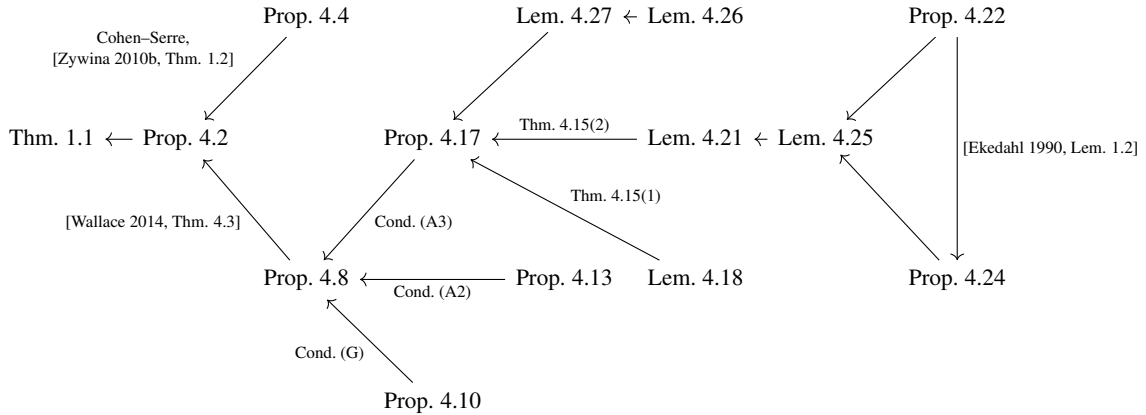 Prop. 4.4
Lem. 4.27
Lem. 4.26
Prop. 4.22
Cohen–Serre,
[Zywina 2010b, Thm. 1.2]
Thm. 1.1
Prop. 4.2
Prop. 4.17
Thm. 4.15(2)
Lem. 4.21
Lem. 4.25
[Ekedahl 1990, Lem. 1.2]
Thm. 4.15(1)
[Wallace 2014, Thm. 4.3]
Cond. (A3)
Prop. 4.8
Cond. (A2)
Prop. 4.13
Lem. 4.18
Prop. 4.24
Cond. (G)
Prop. 4.10